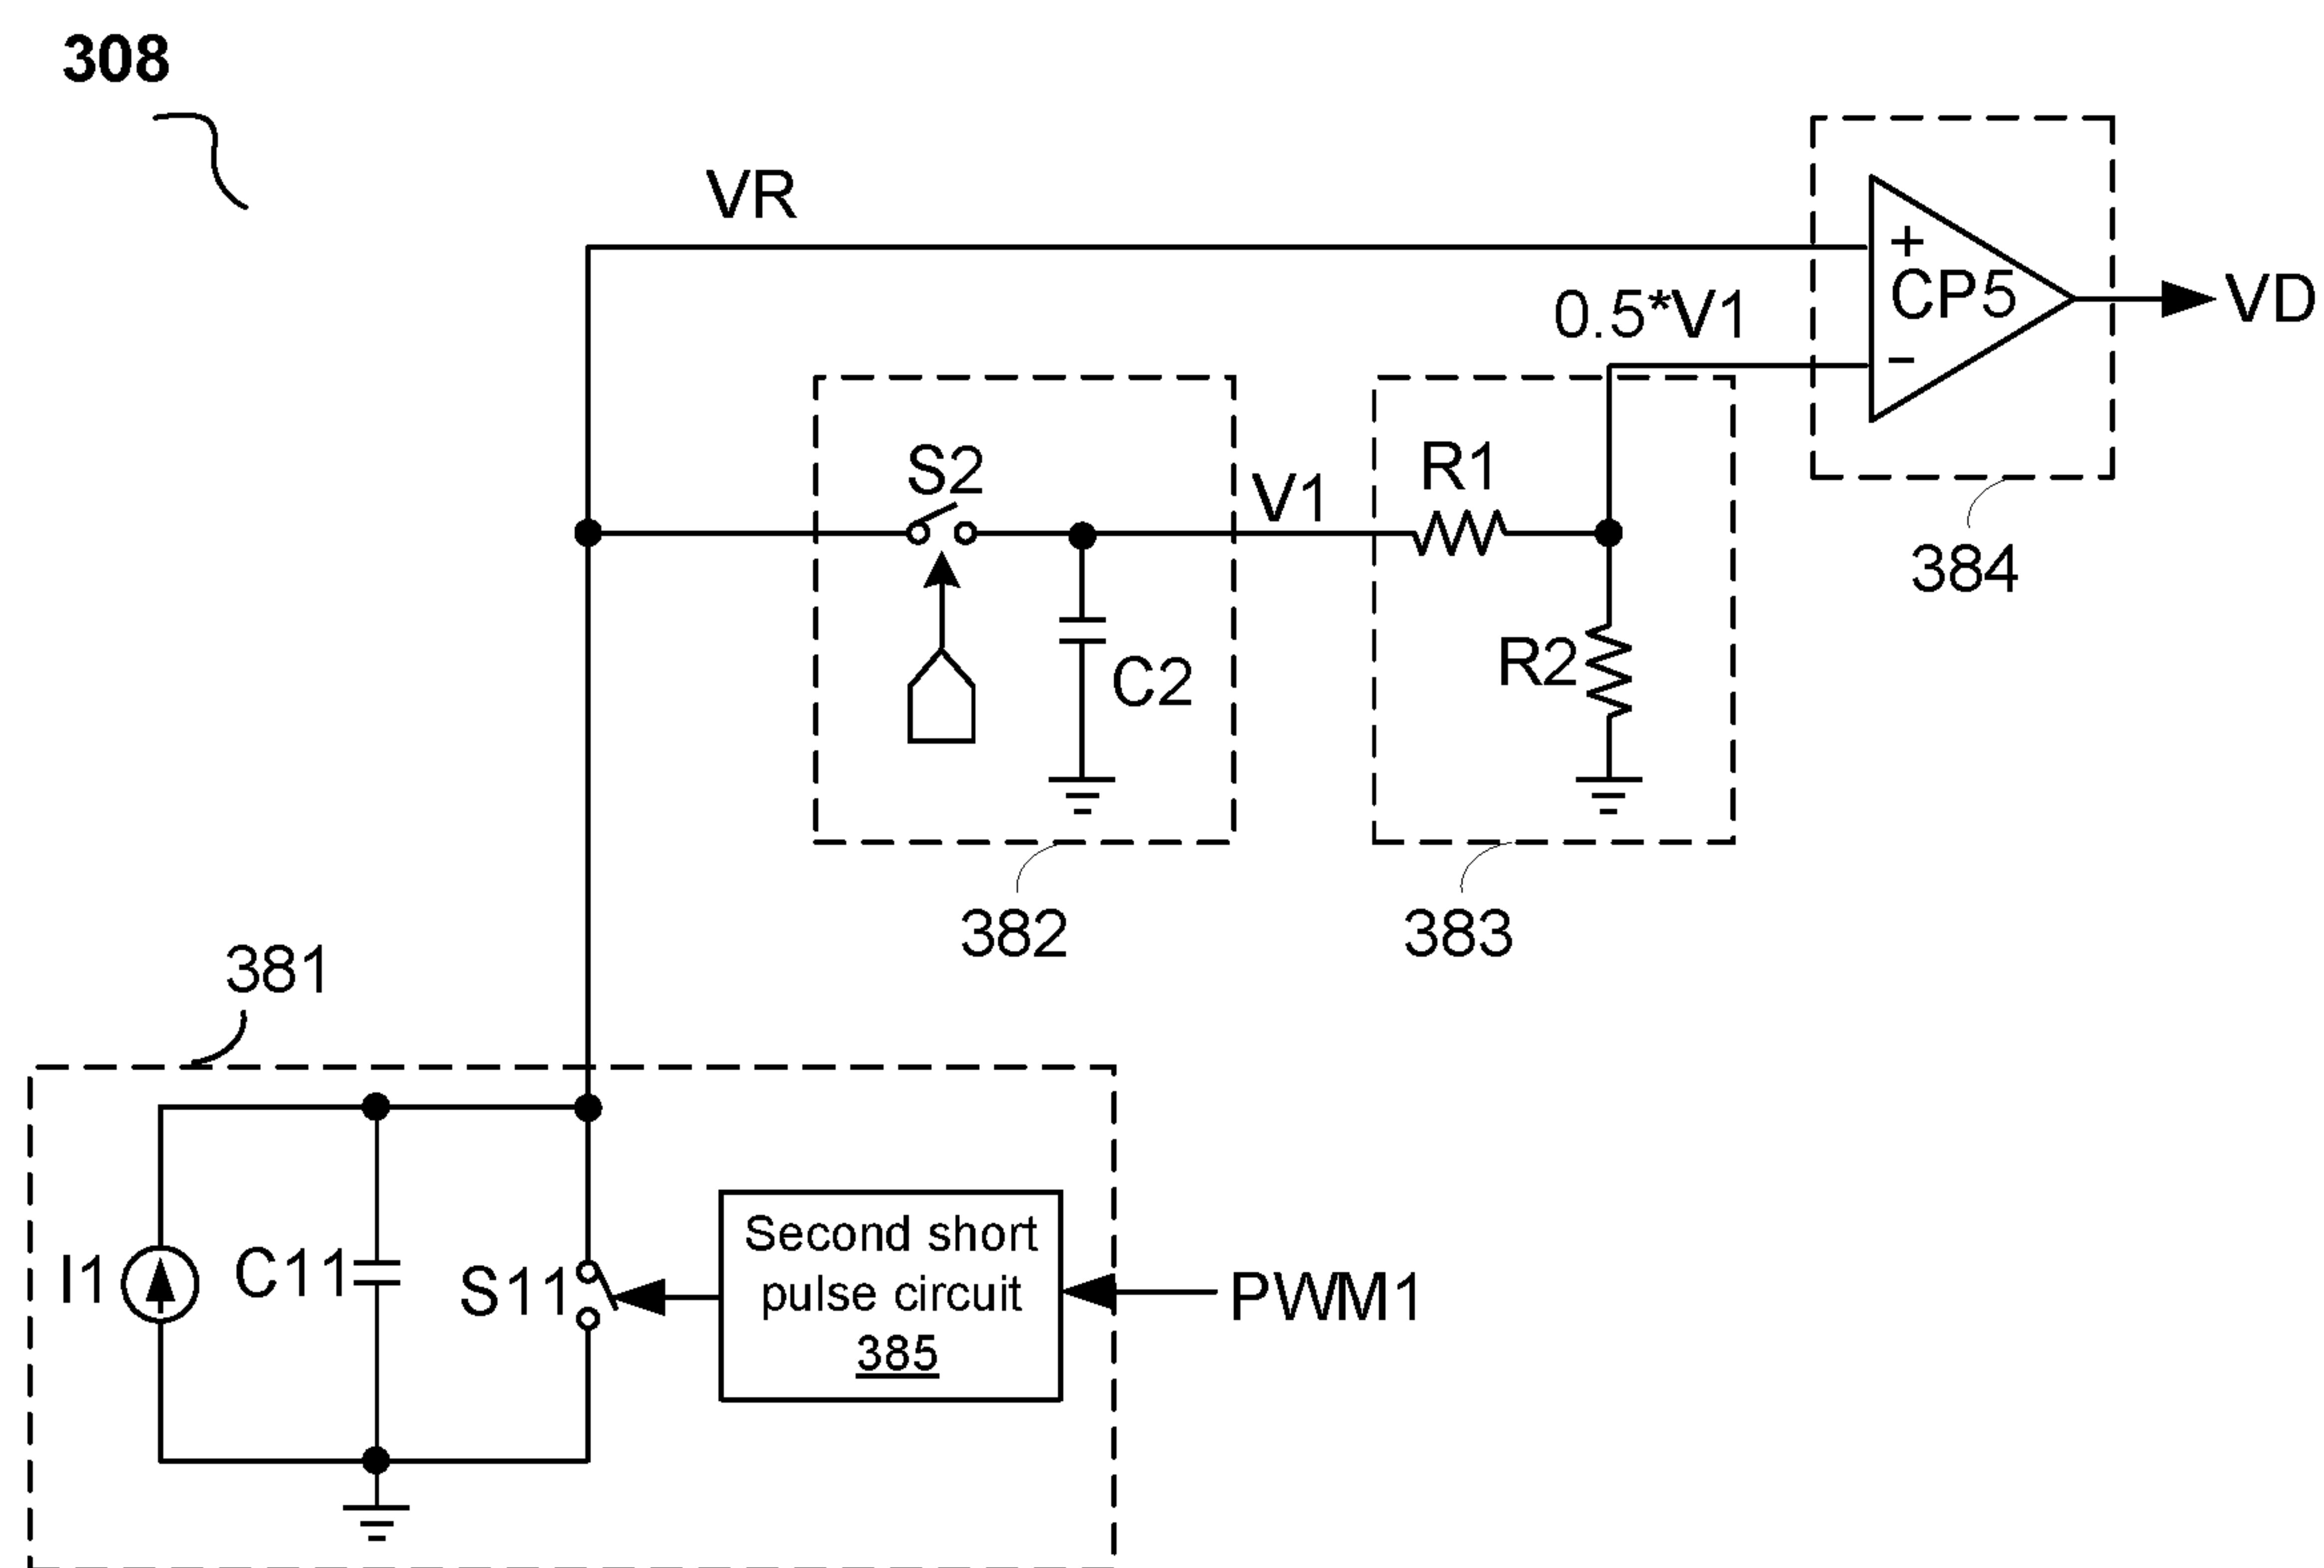 308
VR
+
CP5
-
VD
0.5*V1
S2
V1
R1
384
C2
R2
382
383
381
I1
C11
S11
Second short
pulse circuit
385
PWM1